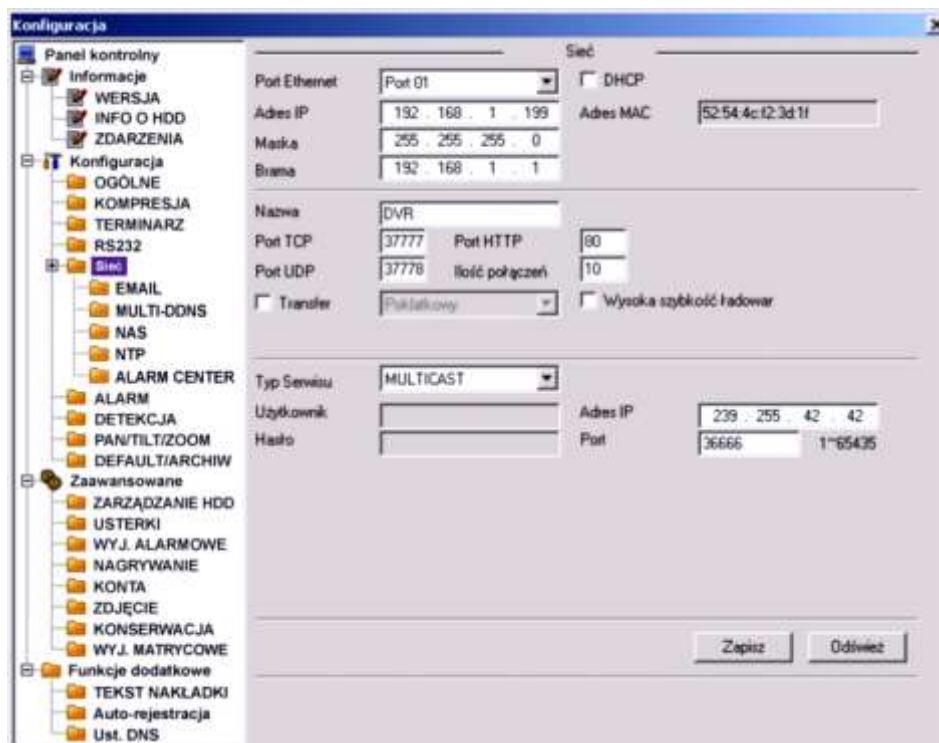 Konfiguracja
Panel kontrolny
Informacje
WERSJA
INFO O HDD
ZDARZENIA
Konfiguracja
OGÓLNE
KOMPRESJA
TERMINARZ
RS232
Sieć
EMAIL
MULTI-DDNS
NAS
NTP
ALARM CENTER
ALARM
DETEKCJA
PAN/TILT/ZOOM
DEFAULT/ARCHIW
Zaawansowane
ZARZĄDZANIE HDD
USTERKI
WYJ. ALARMOWE
NAGRYWANIE
KONTA
ZDJĘCIE
KONSERWACJA
WYJ. MATRYCOWE
Funkcje dodatkowe
TEKST NAKŁADKI
Auto-rejestracja
Ust. DNS
Sieć
Port Ethernet Port 01 DHCP
Adres IP 192 . 168 . 1 . 199 Adres MAC 52:54:4c:f2:3d:1f
Maska 255 . 255 . 255 . 0
Brama 192 . 168 . 1 . 1
Nazwa DVR
Port TCP 37777 Port HTTP 80
Port UDP 37778 Ilość połączeń 10
Transfer Poklatkowy Wysoka szybkość ładowar
Typ Serwisu MULTICAST
Użytkownik Adres IP 239 . 255 . 42 . 42
Hasło Port 36666 1~65435
Zapisz Odśwież